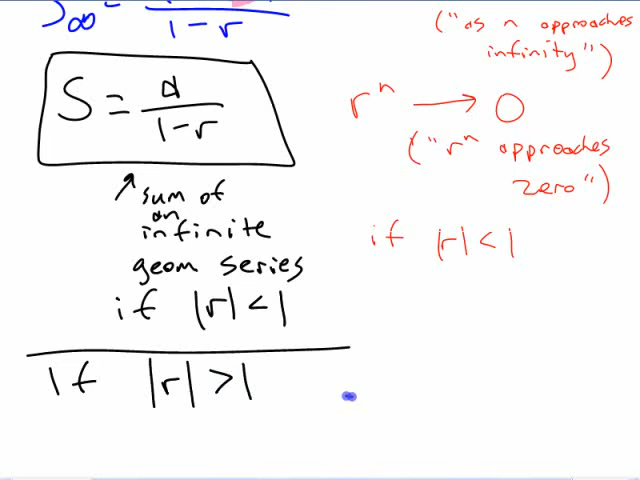 S∞ = 1 - r
S = a / 1-r
sum of
an
infinite
geom series
if |r| < 1
If |r| > 1
("as n approaches
infinity")
r^n → 0
("r^n approaches
zero")
if |r| < 1